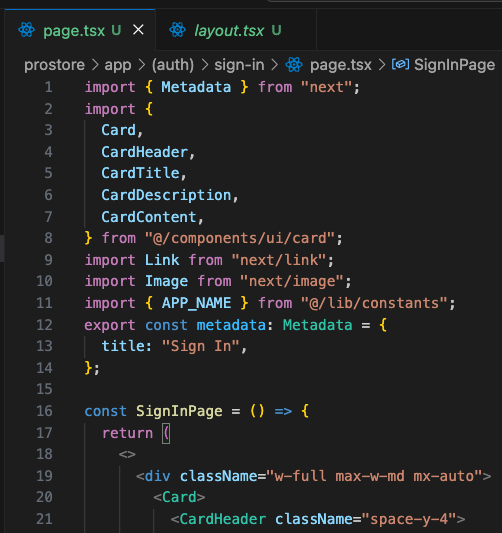 page.tsx U × layout.tsx U
prostore > app > (auth) > sign-in > page.tsx > SignInPage
1 import { Metadata } from "next";
2 import {
3 Card,
4 CardHeader,
5 CardTitle,
6 CardDescription,
7 CardContent,
8 } from "@/components/ui/card";
9 import Link from "next/link";
10 import Image from "next/image";
11 import { APP_NAME } from "@/lib/constants";
12 export const metadata: Metadata = {
13 title: "Sign In",
14 };
15
16 const SignInPage = () => {
17 return (
18 <>
19 <div className="w-full max-w-md mx-auto">
20 <Card>
21 <CardHeader className="space-y-4">